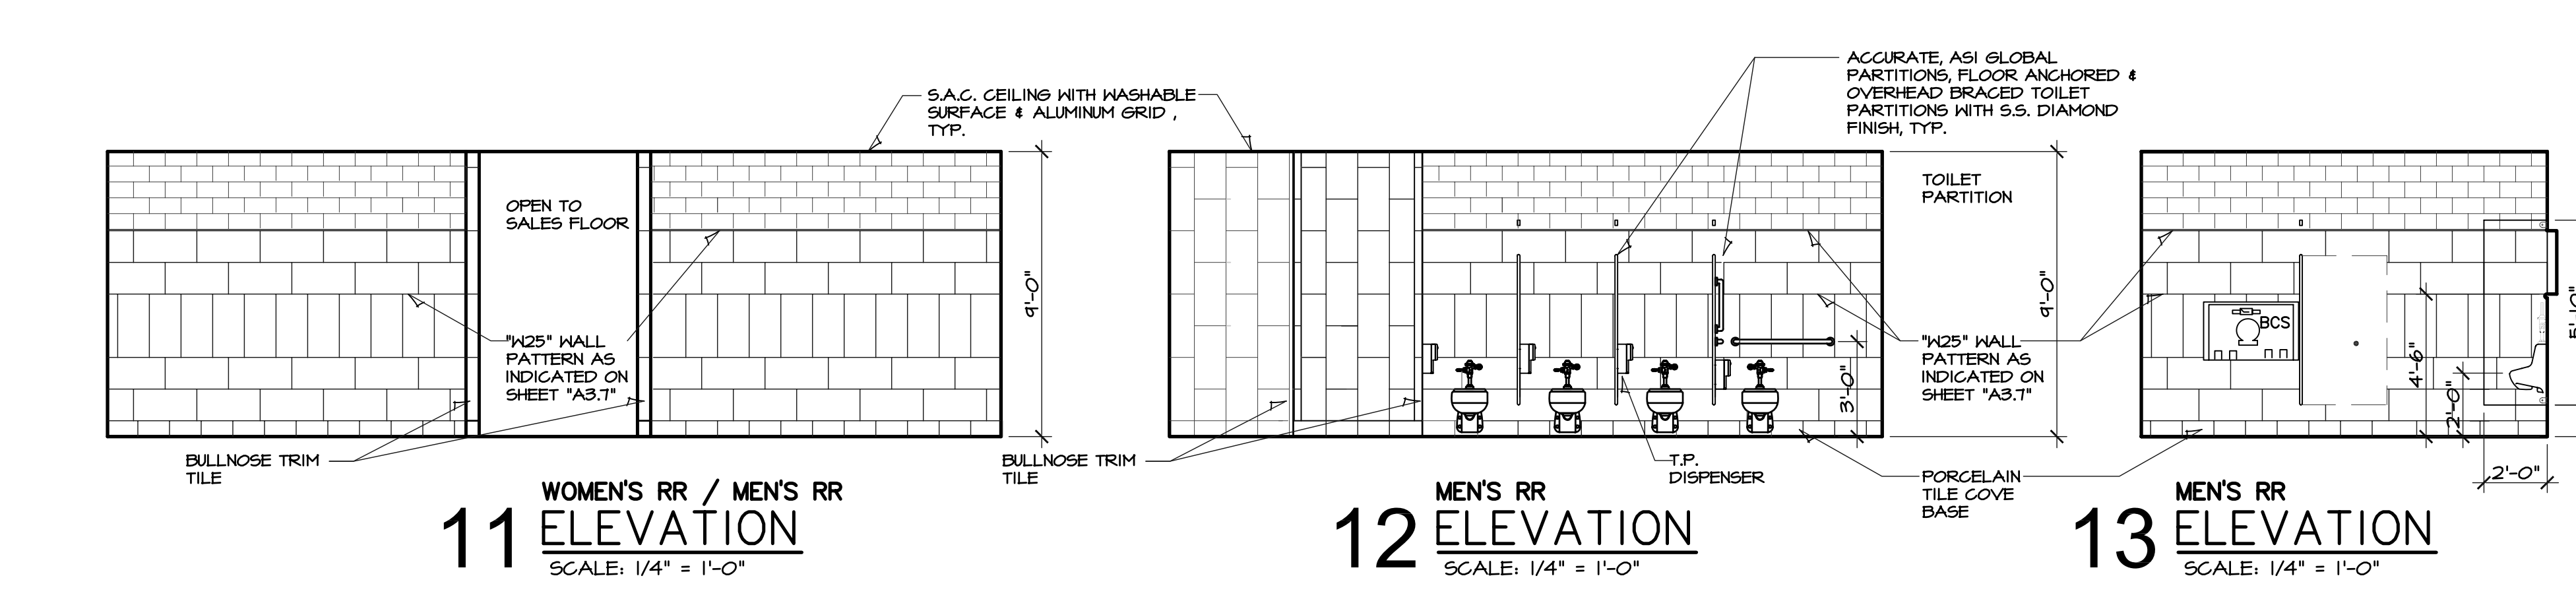 ACCURATE, ASI GLOBAL
PARTITIONS, FLOOR ANCHORED &
OVERHEAD BRACED TOILET
PARTITIONS WITH S.S. DIAMOND
FINISH, TYP.
S.A.C. CEILING WITH WASHABLE
SURFACE & ALUMINUM GRID ,
TYP.
OPEN TO
SALES FLOOR
"W25" WALL
PATTERN AS
INDICATED ON
SHEET "A3.7"
9'-0"
BULLNOSE TRIM
TILE
WOMEN'S RR / MEN'S RR
11 ELEVATION
SCALE: 1/4" = 1'-0"
BULLNOSE TRIM
TILE
3'-0"
T.P.
DISPENSER
TOILET
PARTITION
9'-0"
"W25" WALL
PATTERN AS
INDICATED ON
SHEET "A3.7"
PORCELAIN
TILE COVE
BASE
MEN'S RR
12 ELEVATION
SCALE: 1/4" = 1'-0"
BCS
4'-6"
2'-0"
5'-10"
2'-0"
MEN'S RR
13 ELEVATION
SCALE: 1/4" = 1'-0"